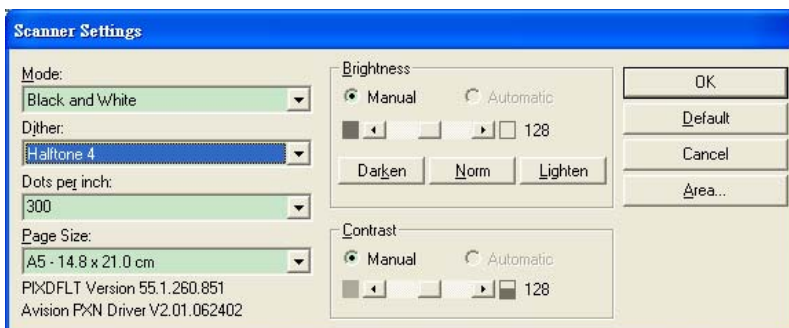 Scanner Settings
Mode:
Black and White
Dither:
Halftone 4
Dots per inch:
300
Page Size:
A5 - 14.8 x 21.0 cm
PIXDFLT Version 55.1.260.851
Avision PXN Driver V2.01.062402
Brightness
Manual Automatic
128
Darken Norm Lighten
Contrast
Manual Automatic
128
OK
Default
Cancel
Area...